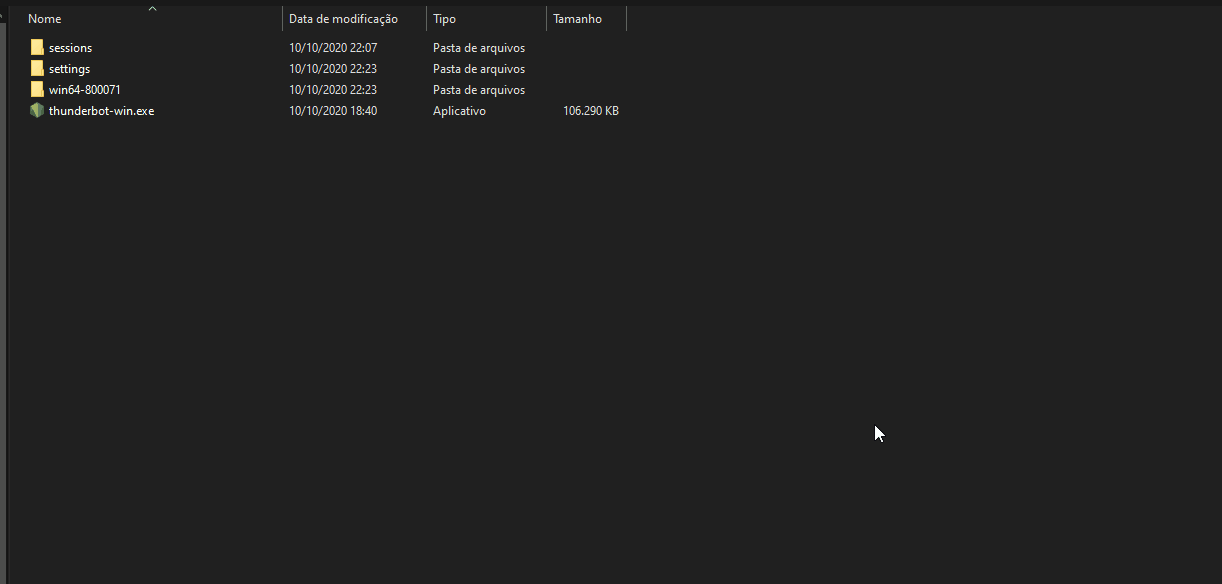 Nome Data de modificação Tipo Tamanho
sessions 10/10/2020 22:07 Pasta de arquivos
settings 10/10/2020 22:23 Pasta de arquivos
win64-800071 10/10/2020 22:23 Pasta de arquivos
thunderbot-win.exe 10/10/2020 18:40 Aplicativo 106.290 KB